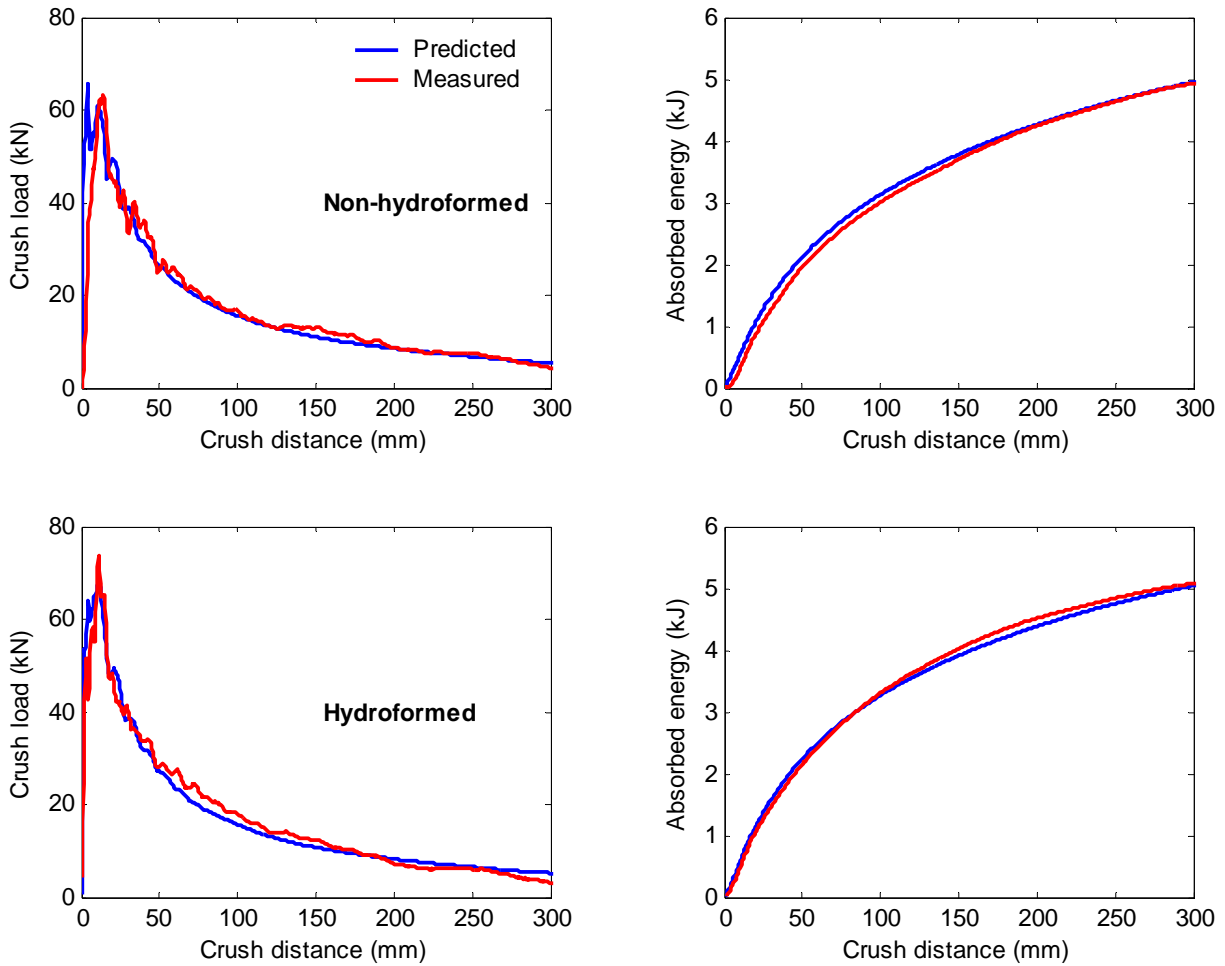 80
60
40
20
0
Crush load (kN)
Predicted
Measured
Non-hydroformed
0 50 100 150 200 250 300
Crush distance (mm)
6
5
4
3
2
1
0
Absorbed energy (kJ)
0 50 100 150 200 250 300
Crush distance (mm)
80
60
40
20
0
Crush load (kN)
Hydroformed
0 50 100 150 200 250 300
Crush distance (mm)
6
5
4
3
2
1
0
Absorbed energy (kJ)
0 50 100 150 200 250 300
Crush distance (mm)